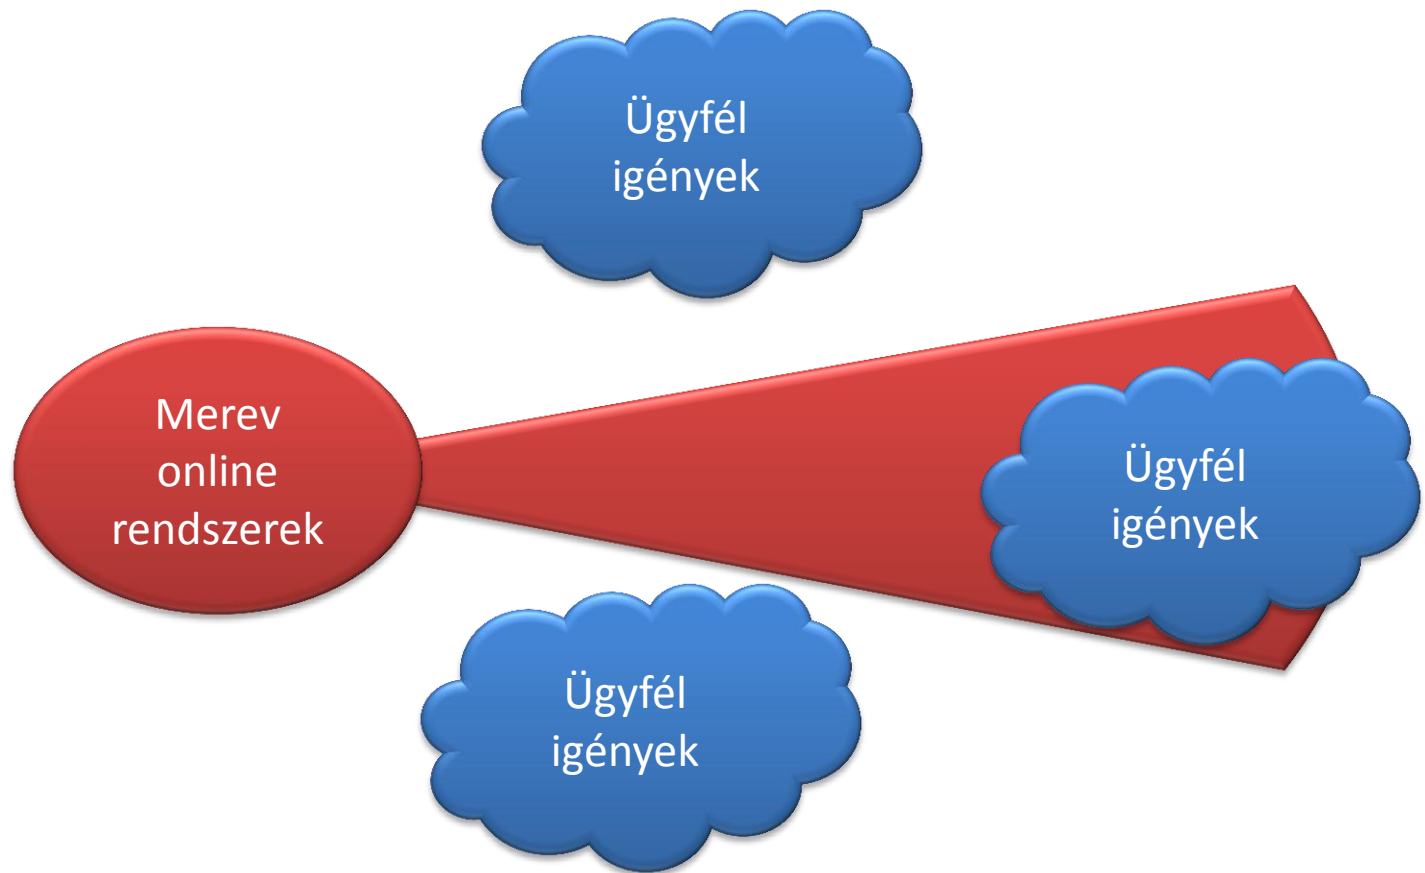 Ügyfél
igények
Merev
online
rendszerek
Ügyfél
igények
Ügyfél
igények